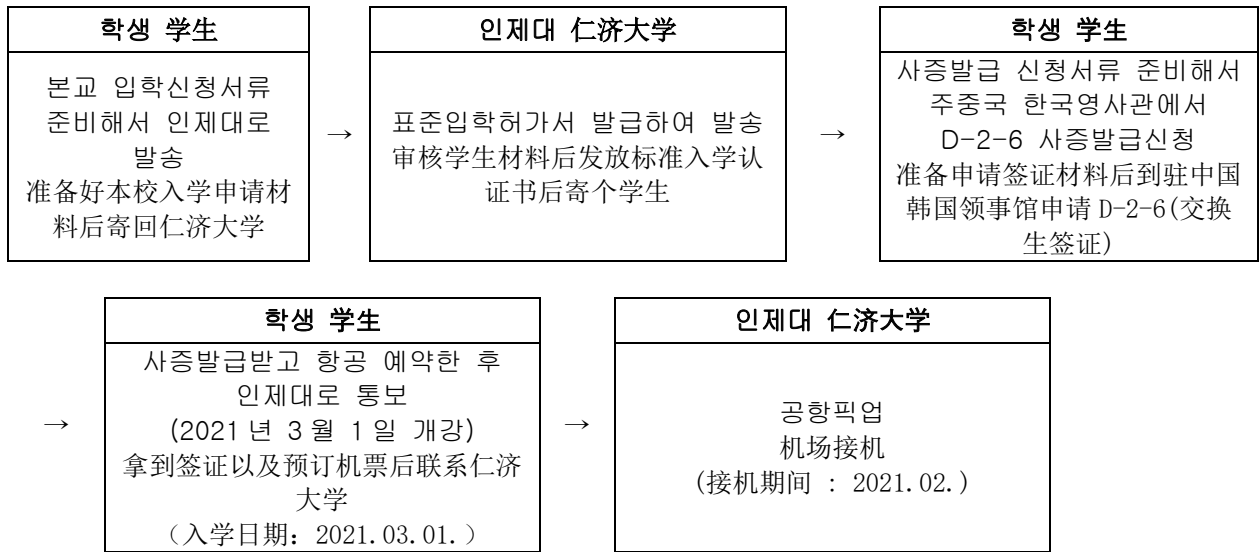 학생 学生
본교 입학신청서류
준비해서 인제대로
발송
准备好本校入学申请材
料后寄回仁济大学
→
인제대 仁济大学
표준입학허가서 발급하여 발송
审核学生材料后发放标准入学认
证书后寄个学生
→
학생 学生
사증발급 신청서류 준비해서
주중국 한국영사관에서
D-2-6 사증발급신청
准备申请签证材料后到驻中国
韩国领事馆申请 D-2-6(交换
生签证)
→
학생 学生
사증발급받고 항공 예약한 후
인제대로 통보
(2021 년 3 월 1 일 개강)
拿到签证以及预订机票后联系仁济
大学
（入学日期：2021.03.01.）
→
인제대 仁济大学
공항픽업
机场接机
(接机期间 : 2021.02.)